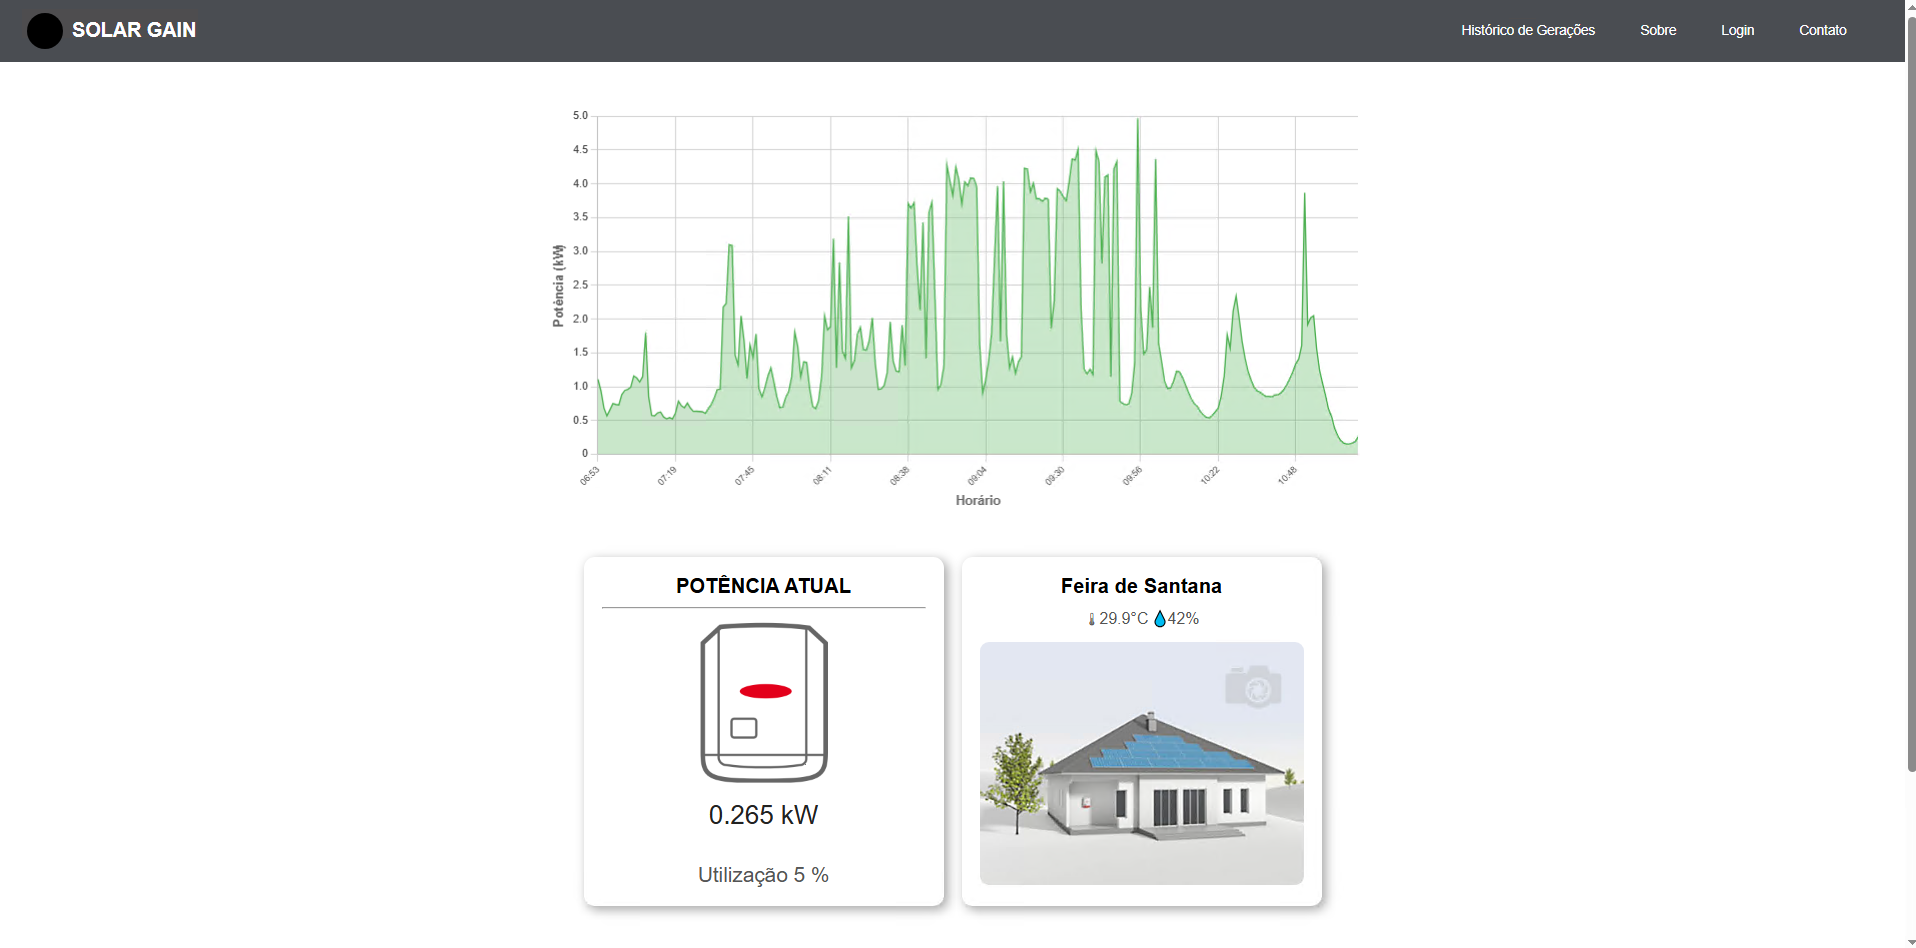 SOLAR GAIN
Histórico de Gerações Sobre Login Contato
5.0
4.5
4.0
3.5
3.0
2.5
2.0
1.5
1.0
0.5
0
Potência (kW)
06:53 07:19 07:45 08:11 08:38 09:04 09:30 09:56 10:22 10:48
Horário
POTÊNCIA ATUAL
0.265 kW
Utilização 5 %
Feira de Santana
29.9°C 42%